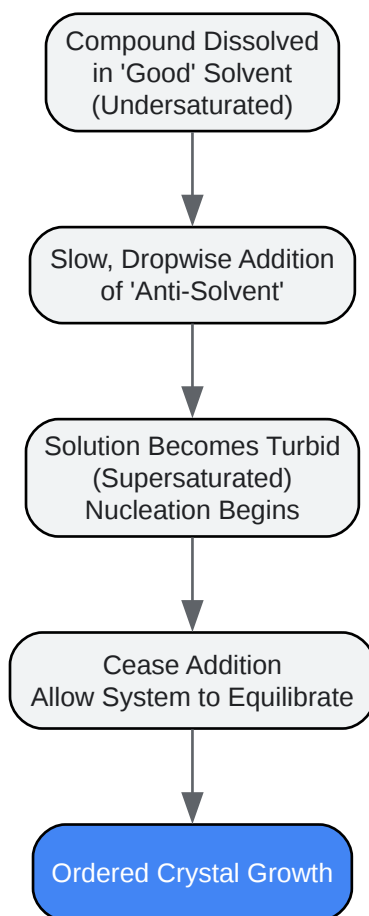 Compound Dissolved
in 'Good' Solvent
(Undersaturated)
Slow, Dropwise Addition
of 'Anti-Solvent'
Solution Becomes Turbid
(Supersaturated)
Nucleation Begins
Cease Addition
Allow System to Equilibrate
Ordered Crystal Growth